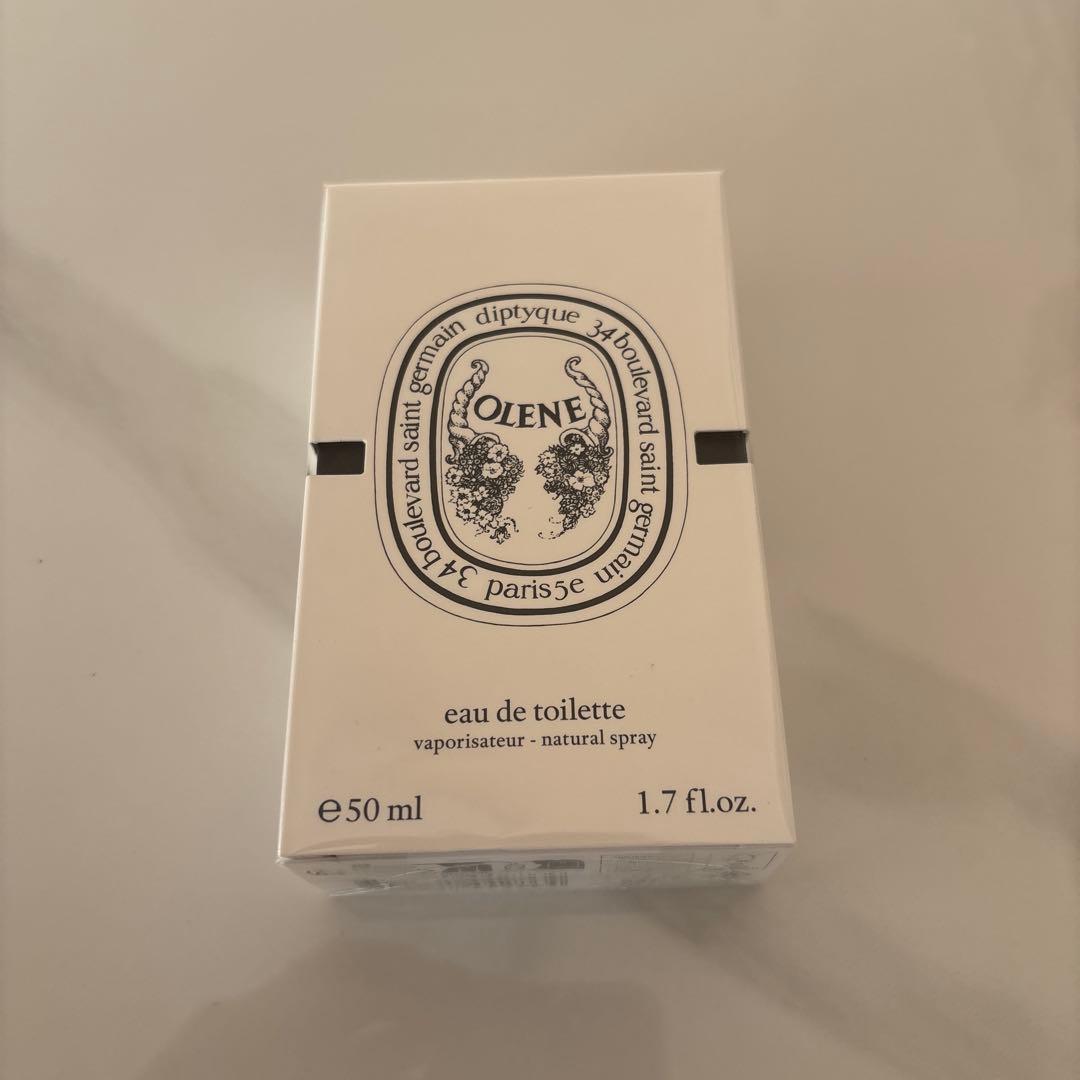 diptyque 34 boulevard saint germain paris 5e 34 boulevard saint germain
OLENE
eau de toilette
vaporisateur - natural spray
℮50 ml
1.7 fl.oz.